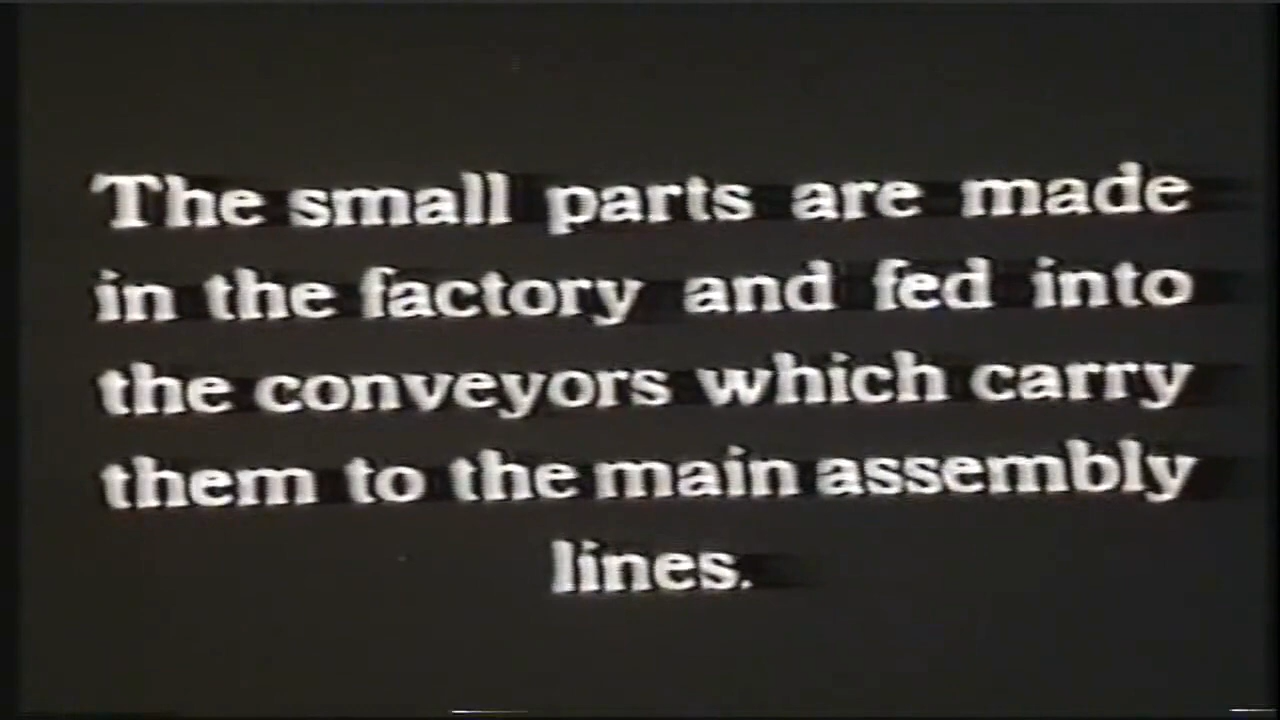 The small parts are made
in the factory and fed into
the conveyors which carry
them to the main assembly
lines.